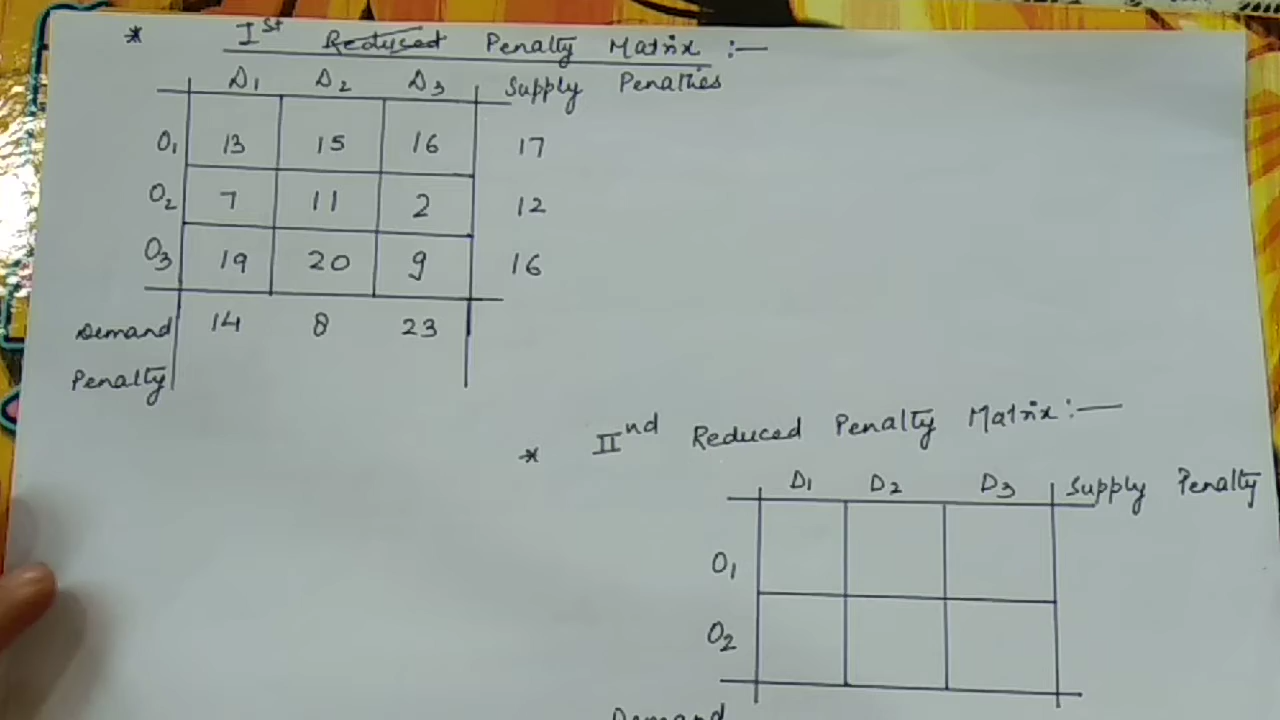 * Ist Reduced Penalty Matrix :—
D1 D2 D3 Supply Penalties
O1 13 15 16 17
O2 7 11 2 12
O3 19 20 9 16
Demand 14 8 23
Penalty
* IInd Reduced Penalty Matrix :—
D1 D2 D3 Supply Penalty
O1
O2
Demand